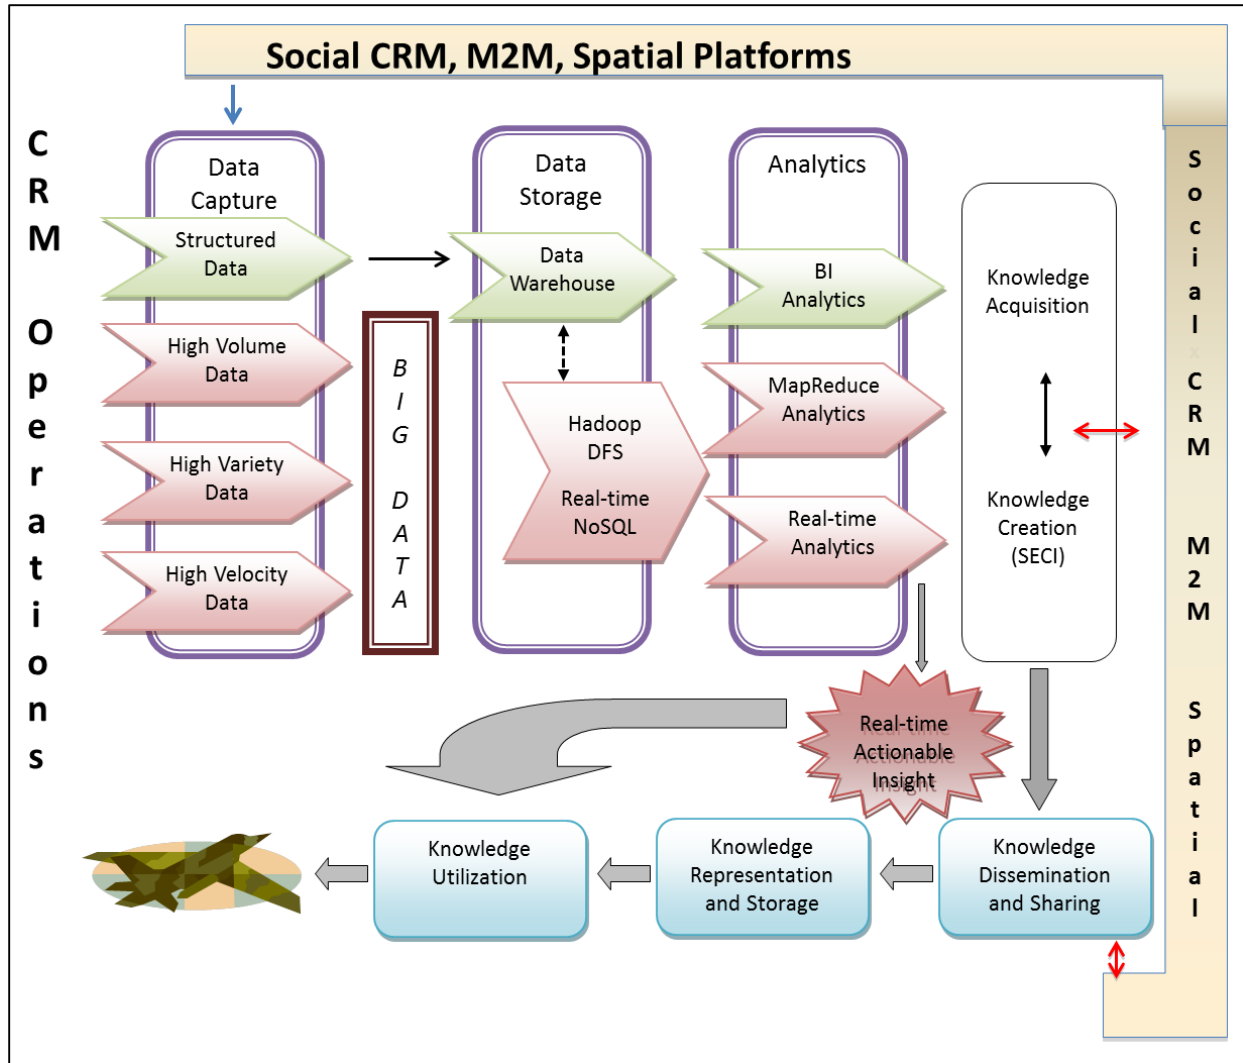 Social CRM, M2M, Spatial Platforms
CRM Operations
Data
Capture
Structured
Data
High Volume
Data
High Variety
Data
High Velocity
Data
BIG DATA
Data
Storage
Data
Warehouse
Hadoop
DFS
Real-time
NoSQL
Analytics
BI
Analytics
MapReduce
Analytics
Real-time
Analytics
Knowledge
Acquisition
Knowledge
Creation
(SECI)
Social x CRM M2M Spatial
Real-time
Actionable
Insight
Knowledge
Utilization
Knowledge
Representation
and Storage
Knowledge
Dissemination
and Sharing